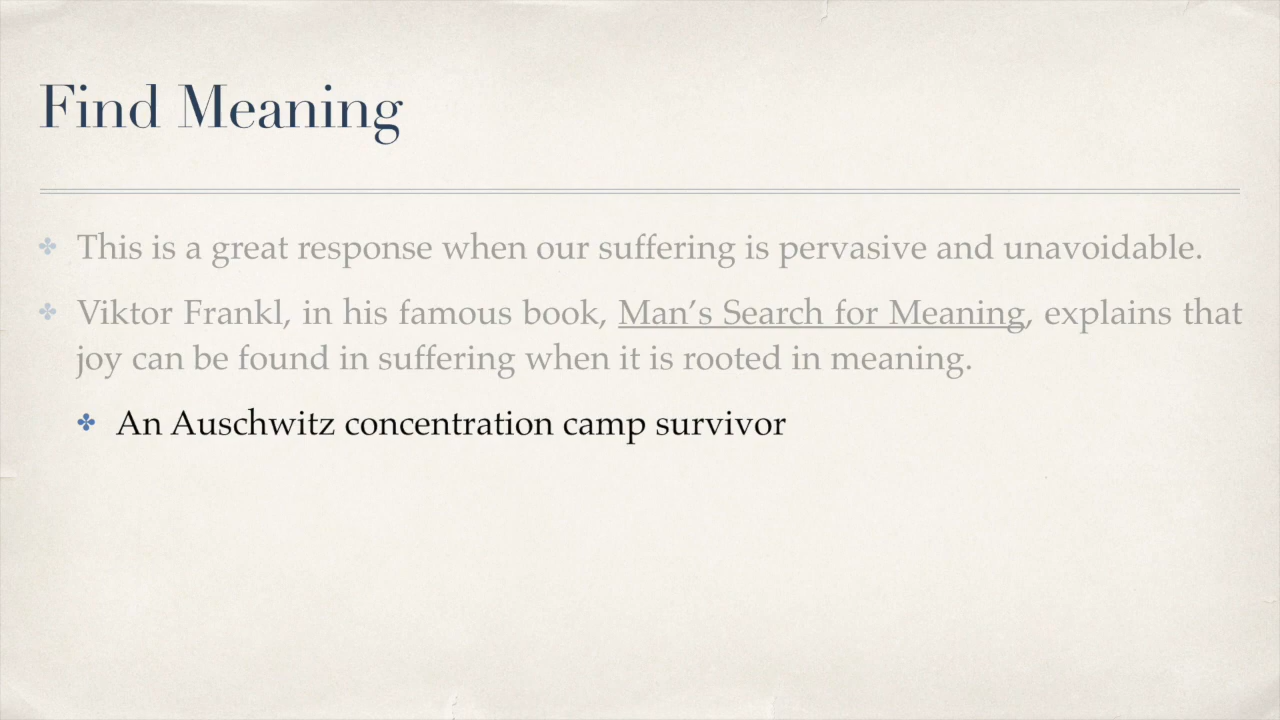 Find Meaning
This is a great response when our suffering is pervasive and unavoidable.
Viktor Frankl, in his famous book, Man’s Search for Meaning, explains that
joy can be found in suffering when it is rooted in meaning.
An Auschwitz concentration camp survivor